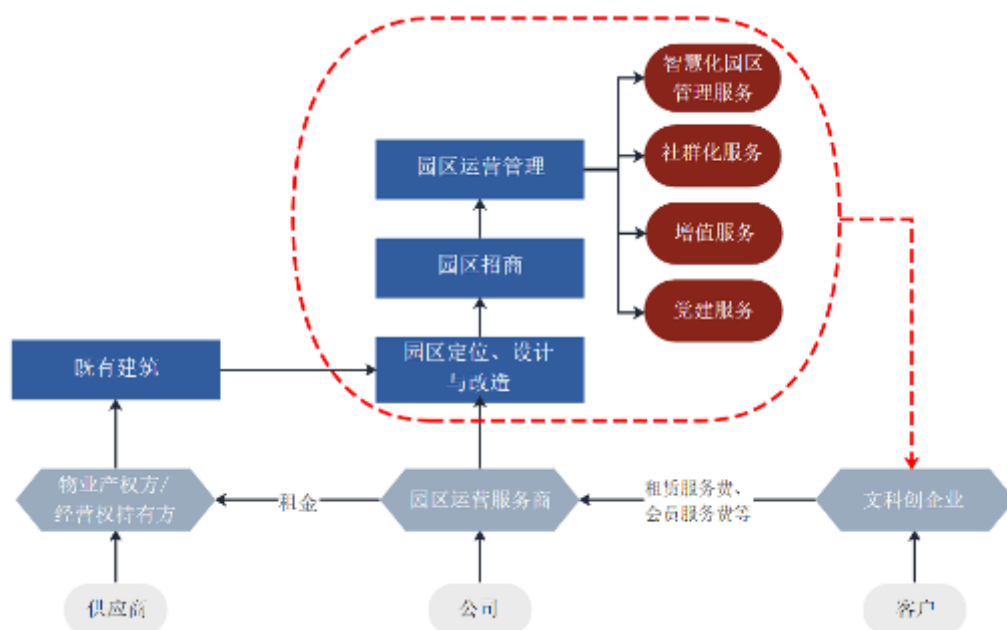 智慧化园区
管理服务
园区运营管理
社群化服务
增值服务
园区招商
党建服务
既有建筑
园区定位、设计
与改造
物业产权方/
经营权持有方
租金
园区运营服务商
租赁服务费、
会员服务费等
文科创企业
供应商
公司
客户